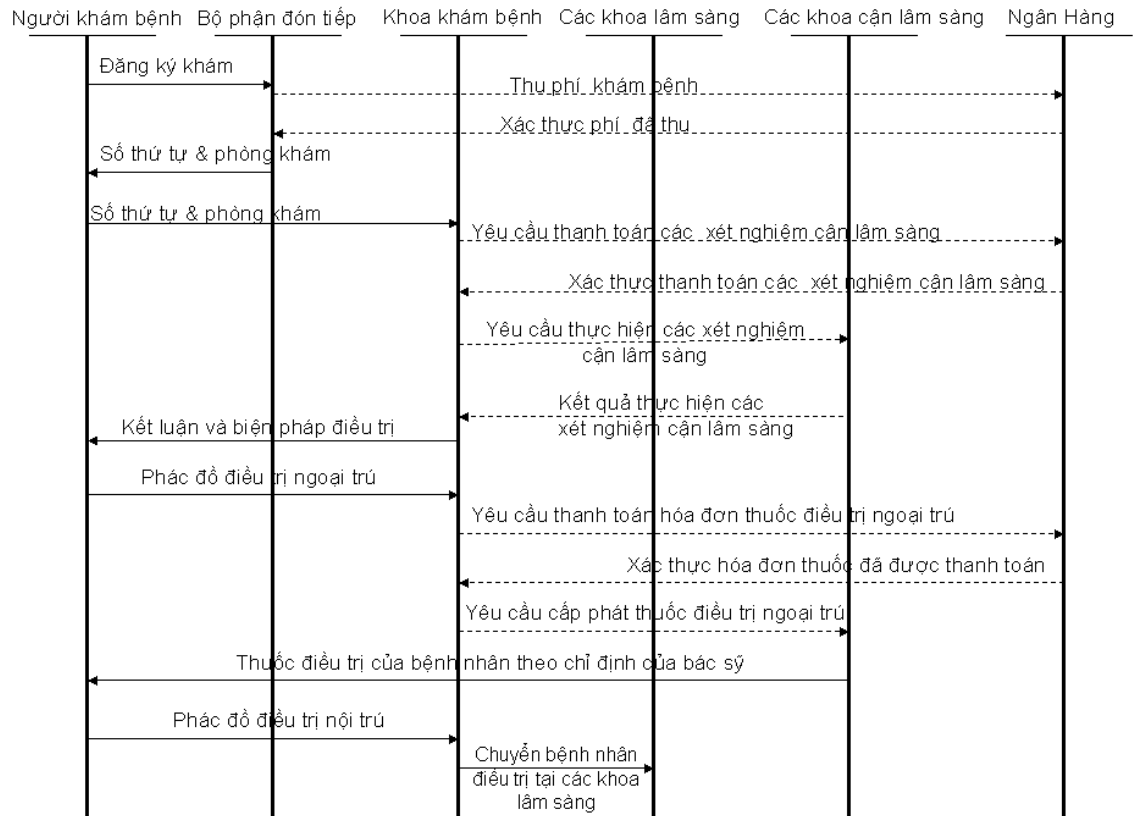 Người khám bệnh
Bộ phận đón tiếp
Khoa khám bệnh
Các khoa lâm sàng
Các khoa cận lâm sàng
Ngân Hàng
Đăng ký khám
Thu phí khám bệnh
Xác thực phí đã thu
Số thứ tự & phòng khám
Số thứ tự & phòng khám
Yêu cầu thanh toán các xét nghiệm cận lâm sàng
Xác thực thanh toán các xét nghiệm cận lâm sàng
Yêu cầu thực hiện các xét nghiệm
cận lâm sàng
Kết quả thực hiện các
xét nghiệm cận lâm sàng
Kết luận và biện pháp điều trị
Phác đồ điều trị ngoại trú
Yêu cầu thanh toán hóa đơn thuốc điều trị ngoại trú
Xác thực hóa đơn thuốc đã được thanh toán
Yêu cầu cấp phát thuốc điều trị ngoại trú
Thuốc điều trị của bệnh nhân theo chỉ định của bác sỹ
Phác đồ điều trị nội trú
Chuyển bệnh nhân
điều trị tại các khoa
lâm sàng